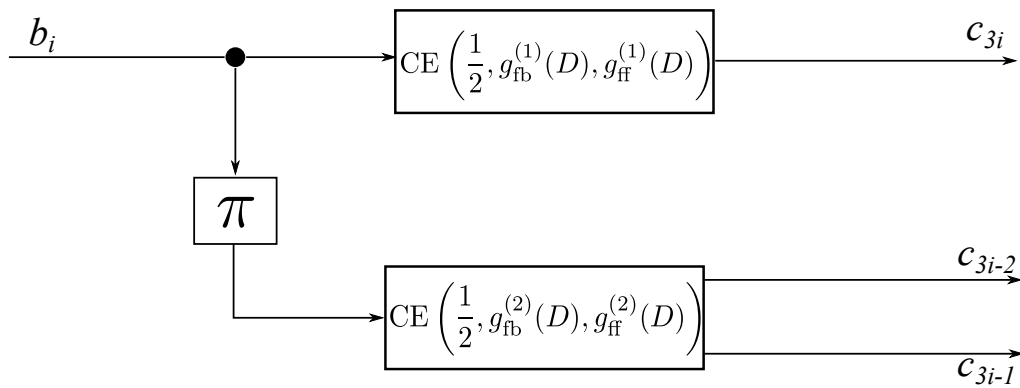 b_i
CE (1/2, g_fb^(1)(D), g_ff^(1)(D))
c_3i
π
CE (1/2, g_fb^(2)(D), g_ff^(2)(D))
c_3i-2
c_3i-1